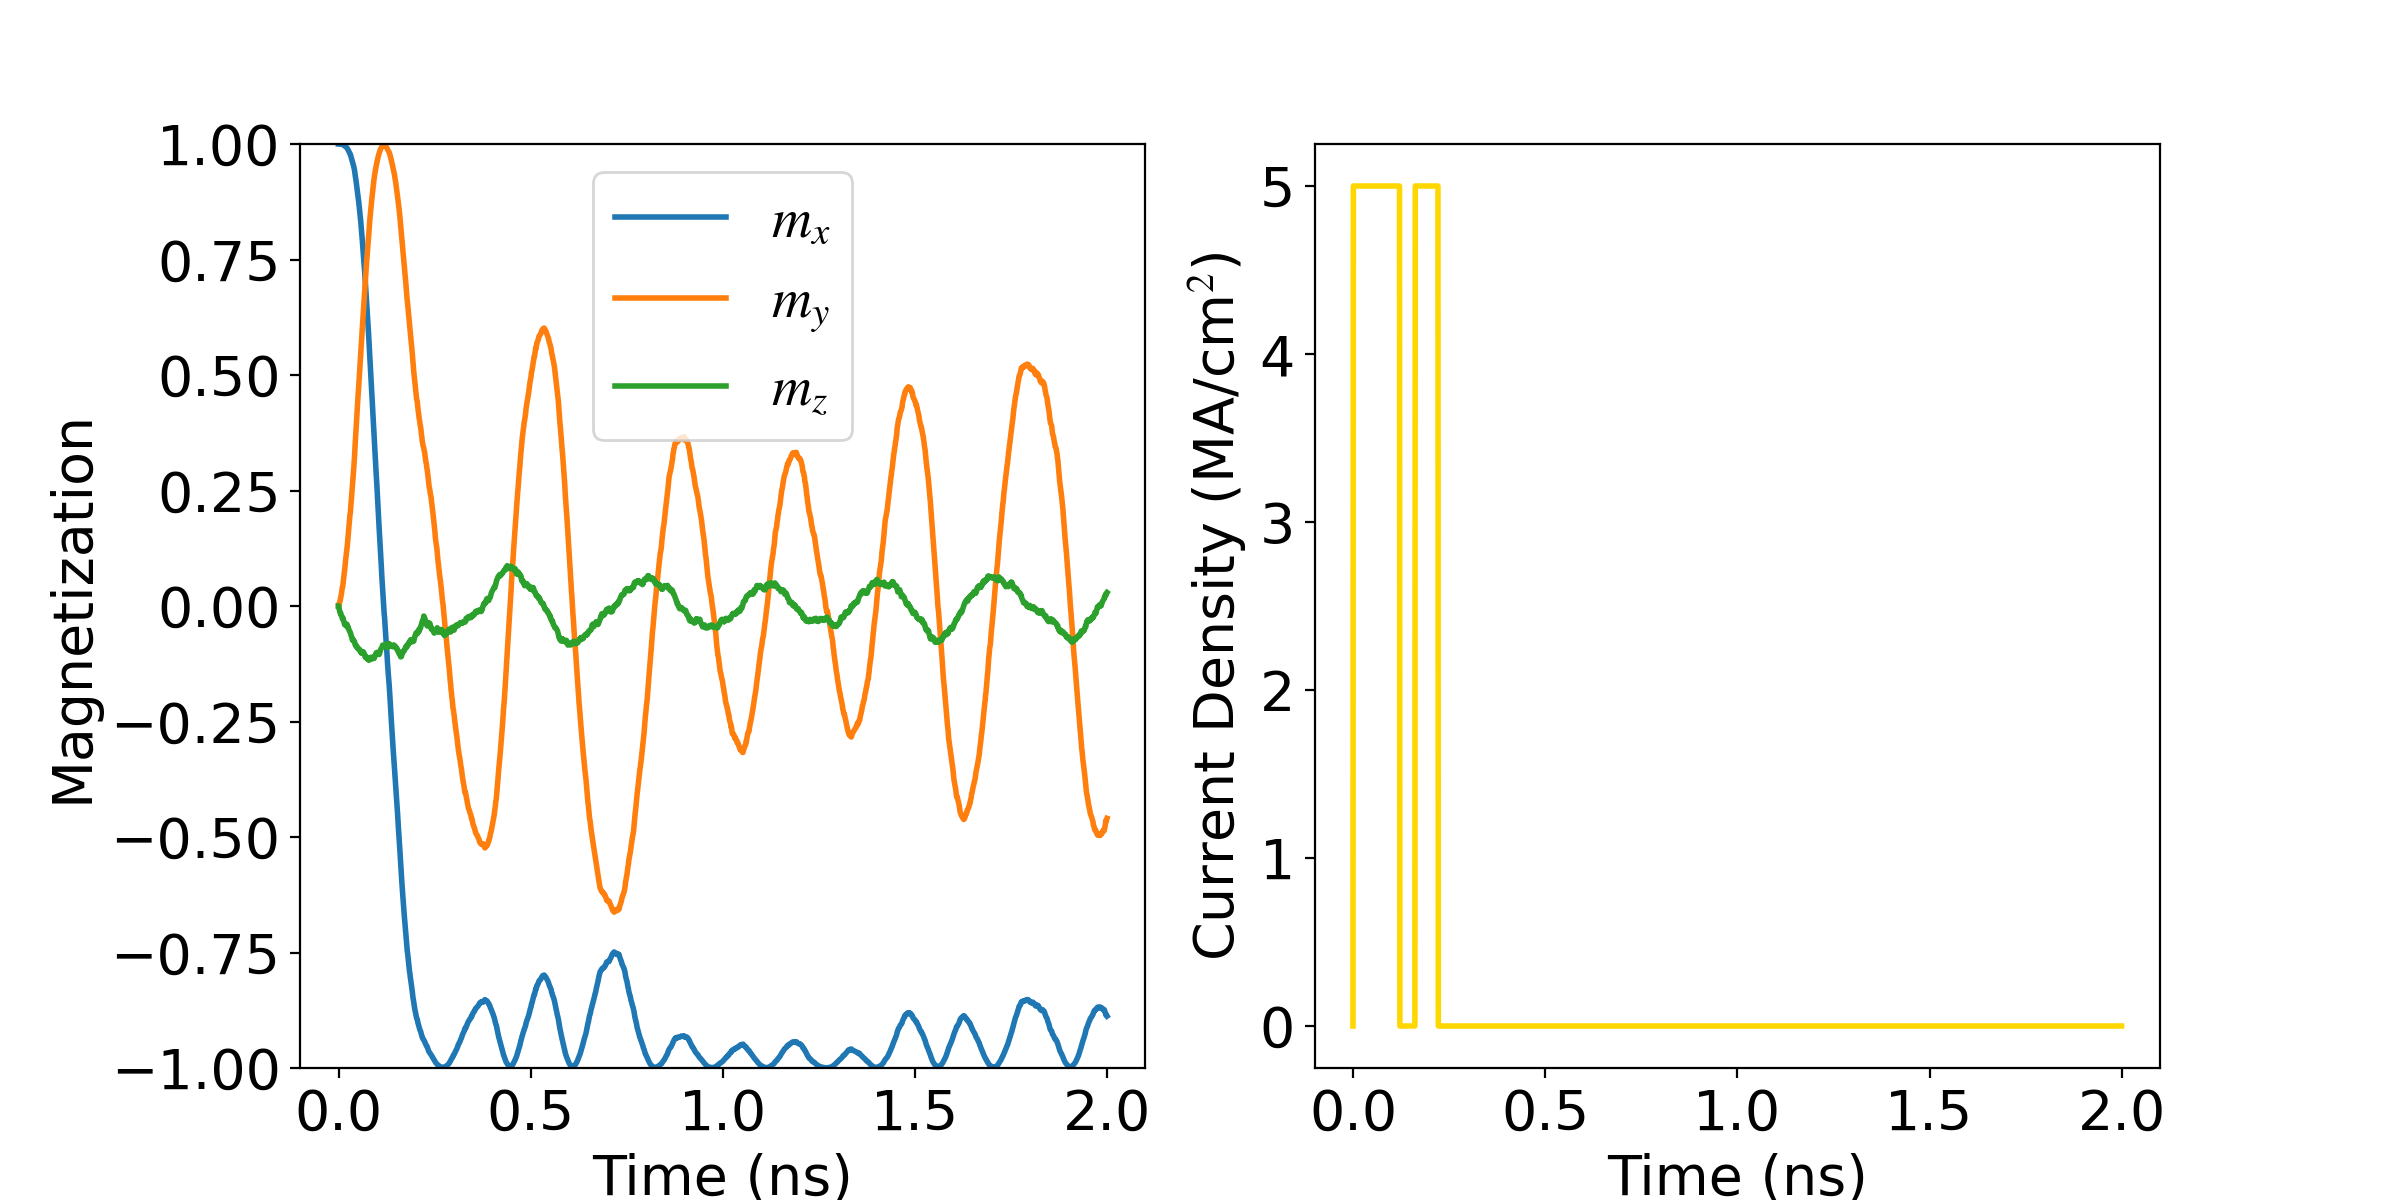 Magnetization
1.00
0.75
0.50
0.25
0.00
−0.25
−0.50
−0.75
−1.00
0.0 0.5 1.0 1.5 2.0
Time (ns)
m_x
m_y
m_z
Current Density (MA/cm²)
5
4
3
2
1
0
0.0 0.5 1.0 1.5 2.0
Time (ns)